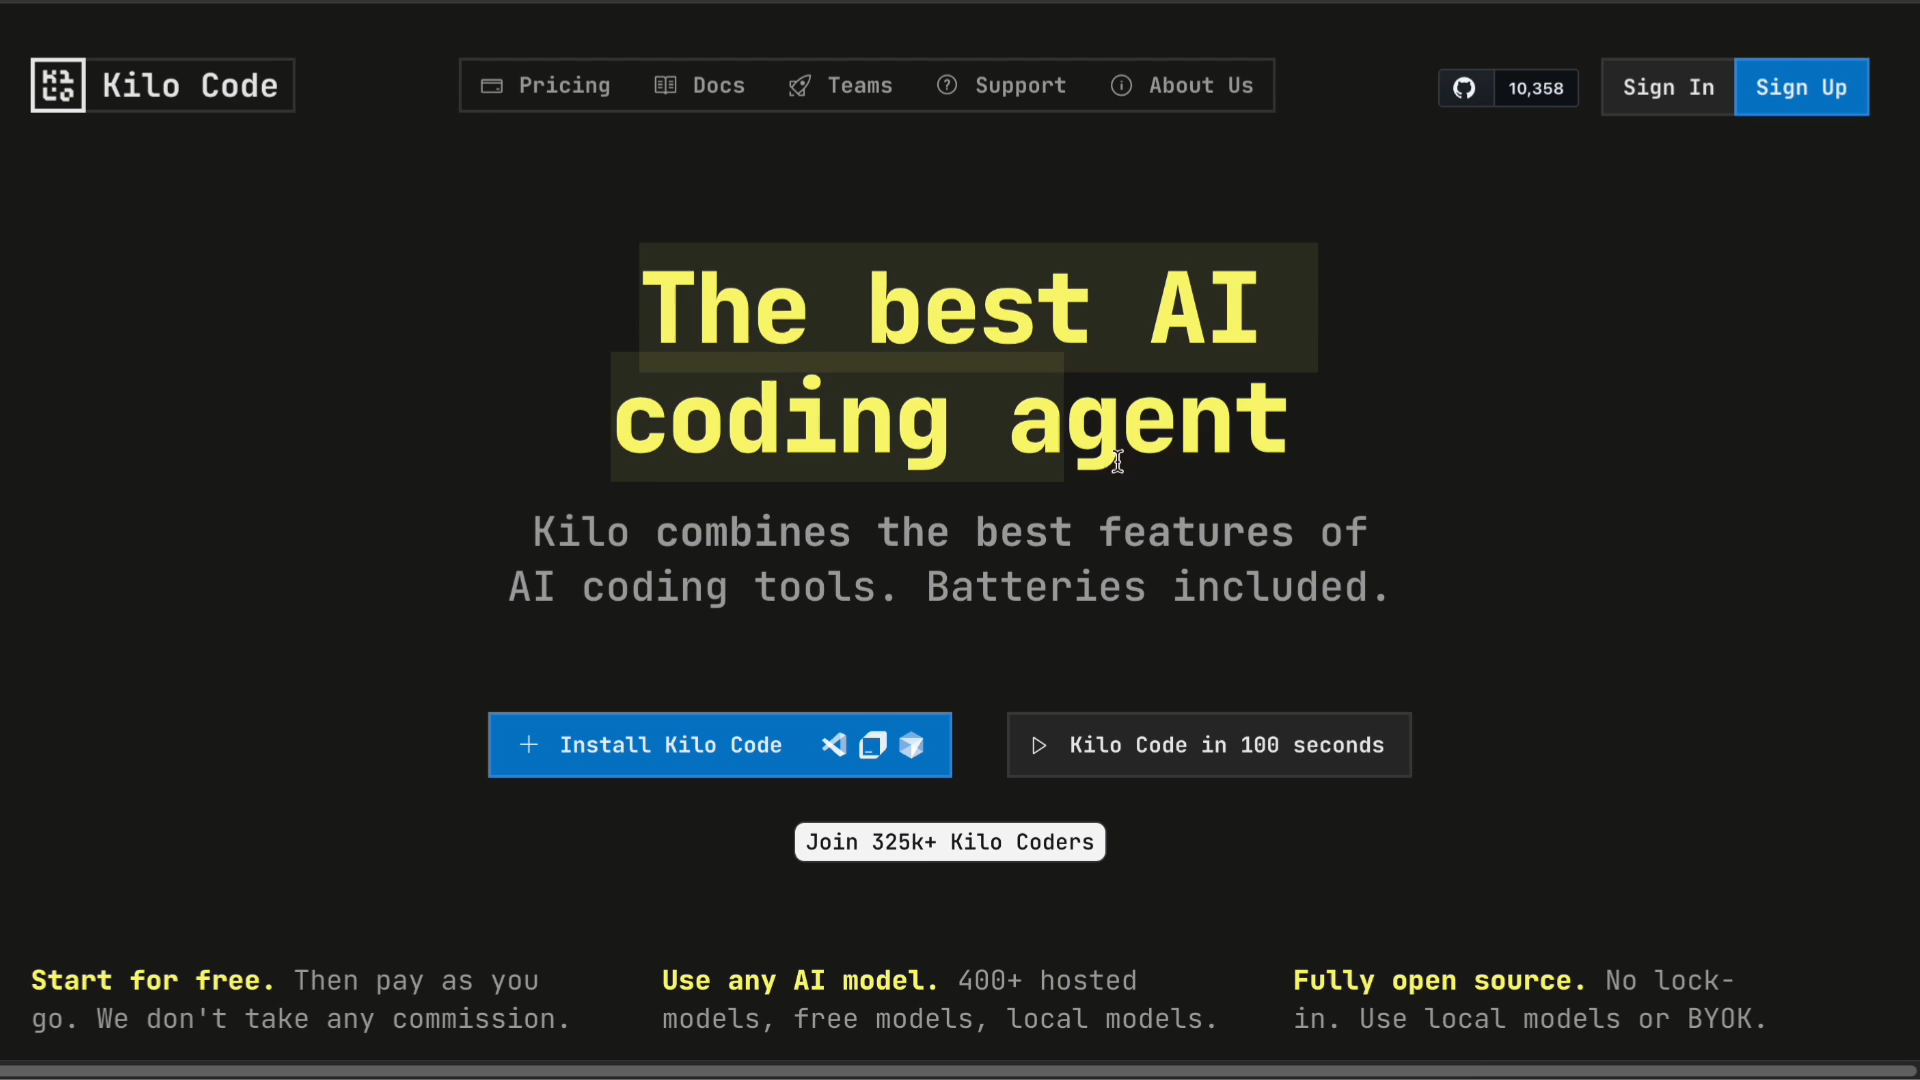 Kilo Code
Pricing
Docs
Teams
Support
About Us
10,358
Sign In
Sign Up
The best AI
coding agent
Kilo combines the best features of
AI coding tools. Batteries included.
Install Kilo Code
Kilo Code in 100 seconds
Join 325k+ Kilo Coders
Start for free. Then pay as you
go. We don't take any commission.
Use any AI model. 400+ hosted
models, free models, local models.
Fully open source. No lock-
in. Use local models or BYOK.